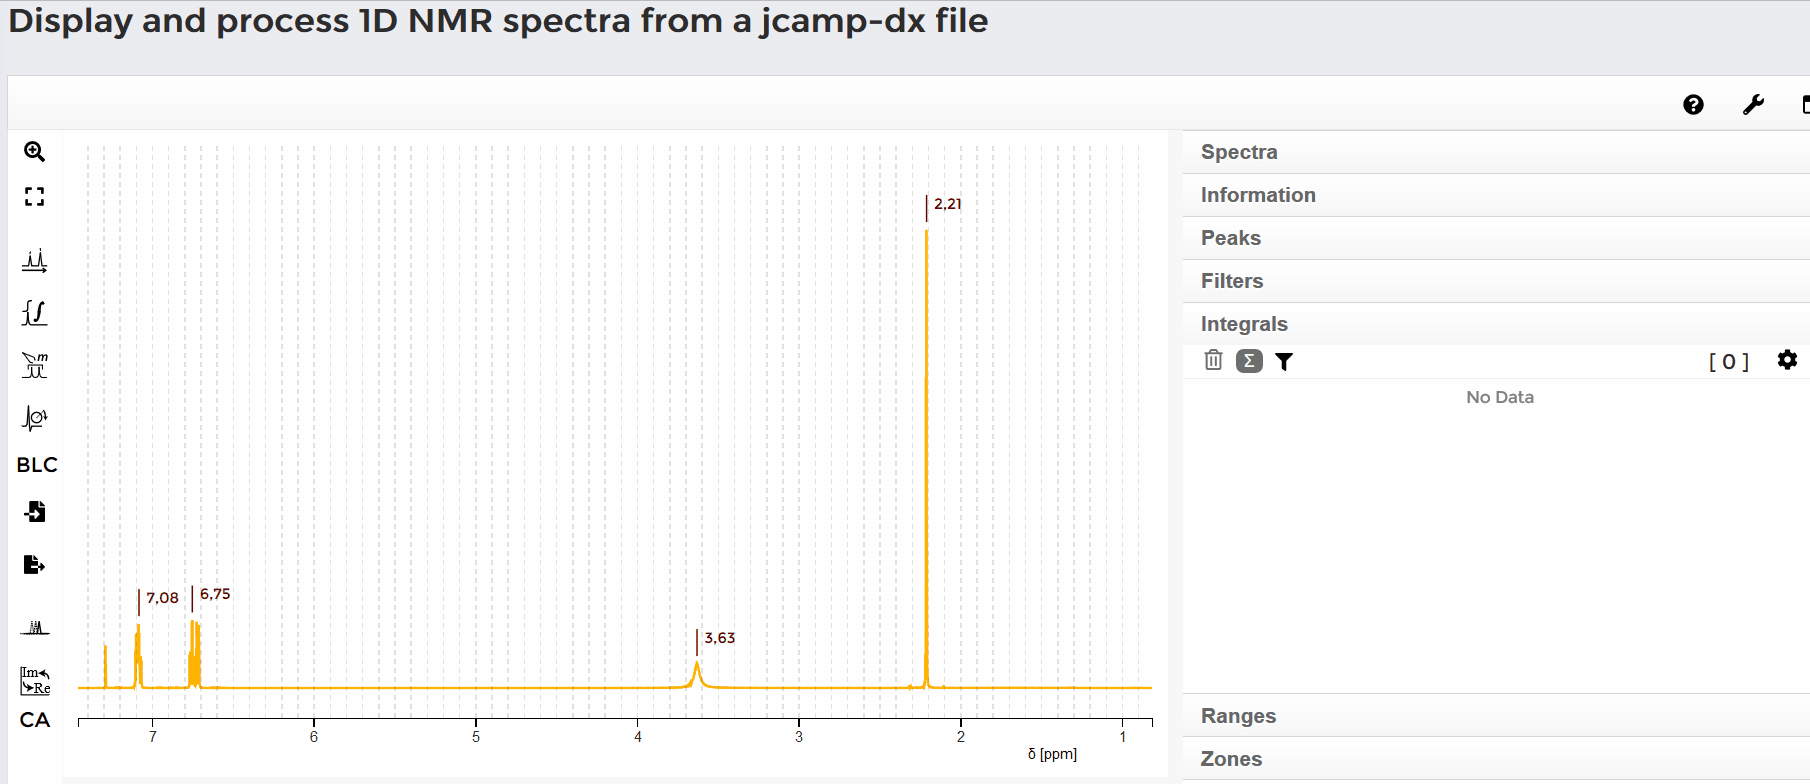 Display and process 1D NMR spectra from a jcamp-dx file
Spectra
Information
Peaks
Filters
Integrals
Σ
[ 0 ]
No Data
Ranges
Zones
m
BLC
Im
Re
CA
2,21
7,08
6,75
3,63
7 6 5 4 3 2 1
δ [ppm]